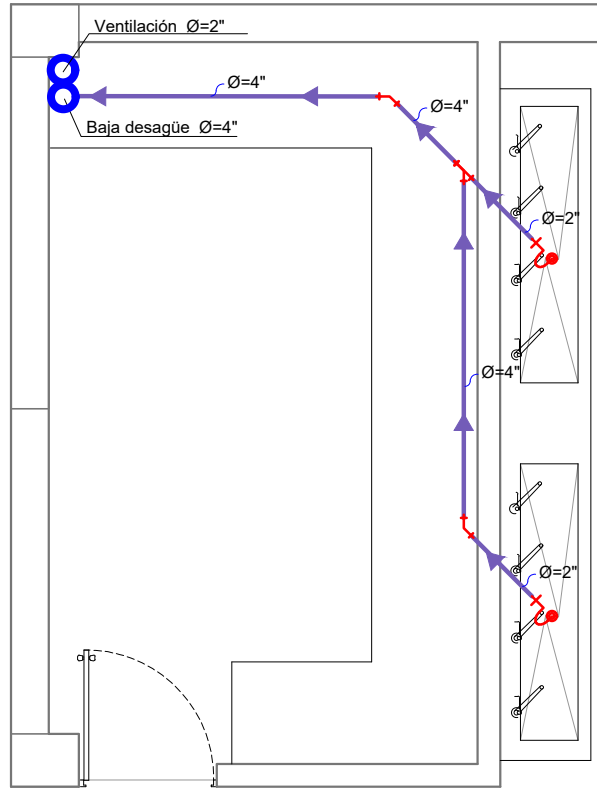 Ventilación Ø=2"
Ø=4"
Ø=4"
Baja desagüe Ø=4"
Ø=2"
Ø=4"
Ø=2"